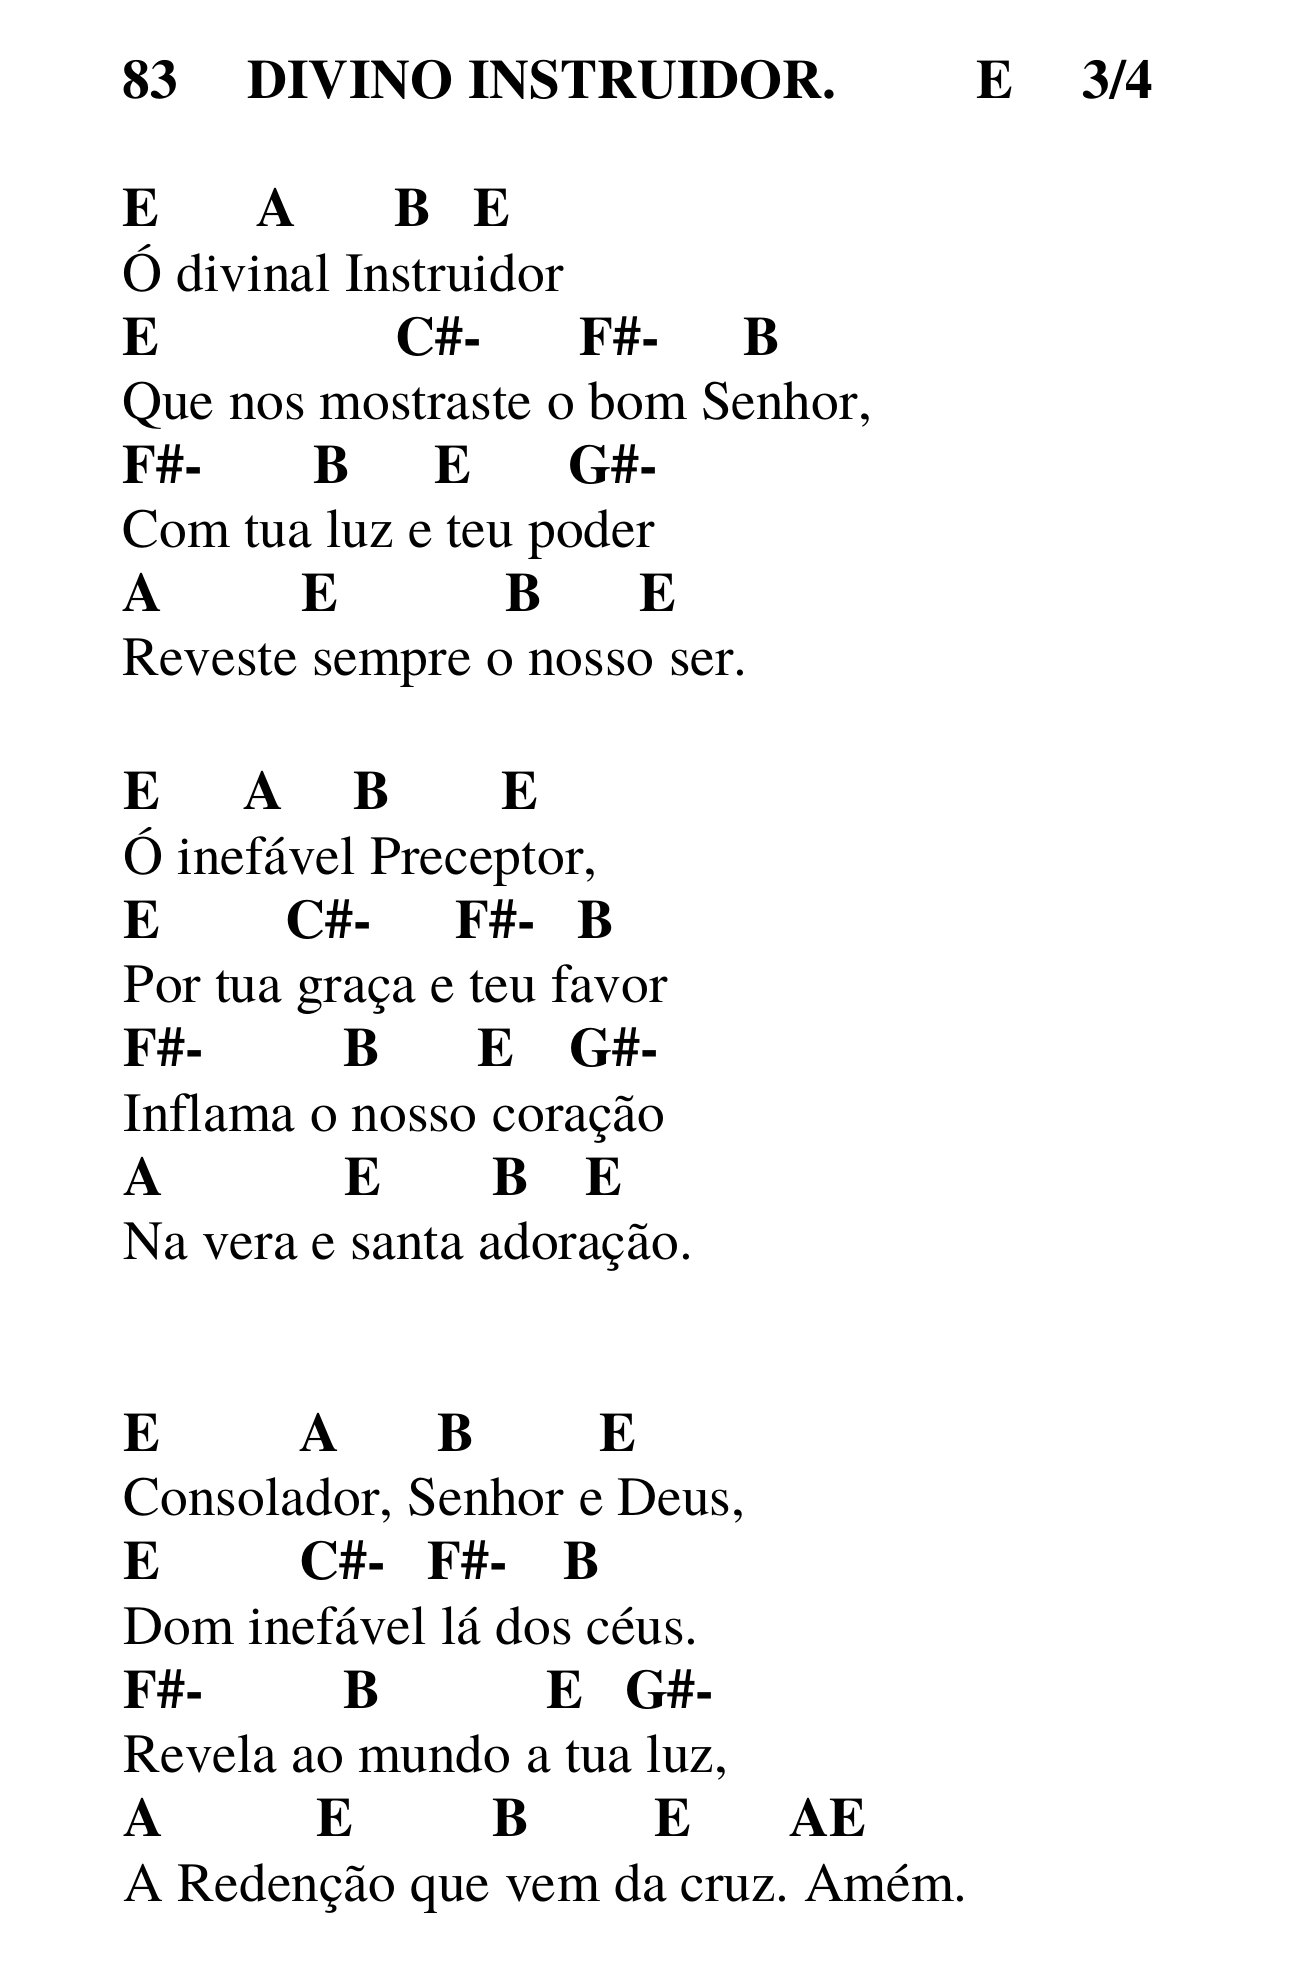 83 DIVINO INSTRUIDOR. E 3/4
E A B E
Ó divinal Instruidor
E C#- F#- B
Que nos mostraste o bom Senhor,
F#- B E G#-
Com tua luz e teu poder
A E B E
Reveste sempre o nosso ser.
E A B E
Ó inefável Preceptor,
E C#- F#- B
Por tua graça e teu favor
F#- B E G#-
Inflama o nosso coração
A E B E
Na vera e santa adoração.
E A B E
Consolador, Senhor e Deus,
E C#- F#- B
Dom inefável lá dos céus.
F#- B E G#-
Revela ao mundo a tua luz,
A E B E AE
A Redenção que vem da cruz. Amém.